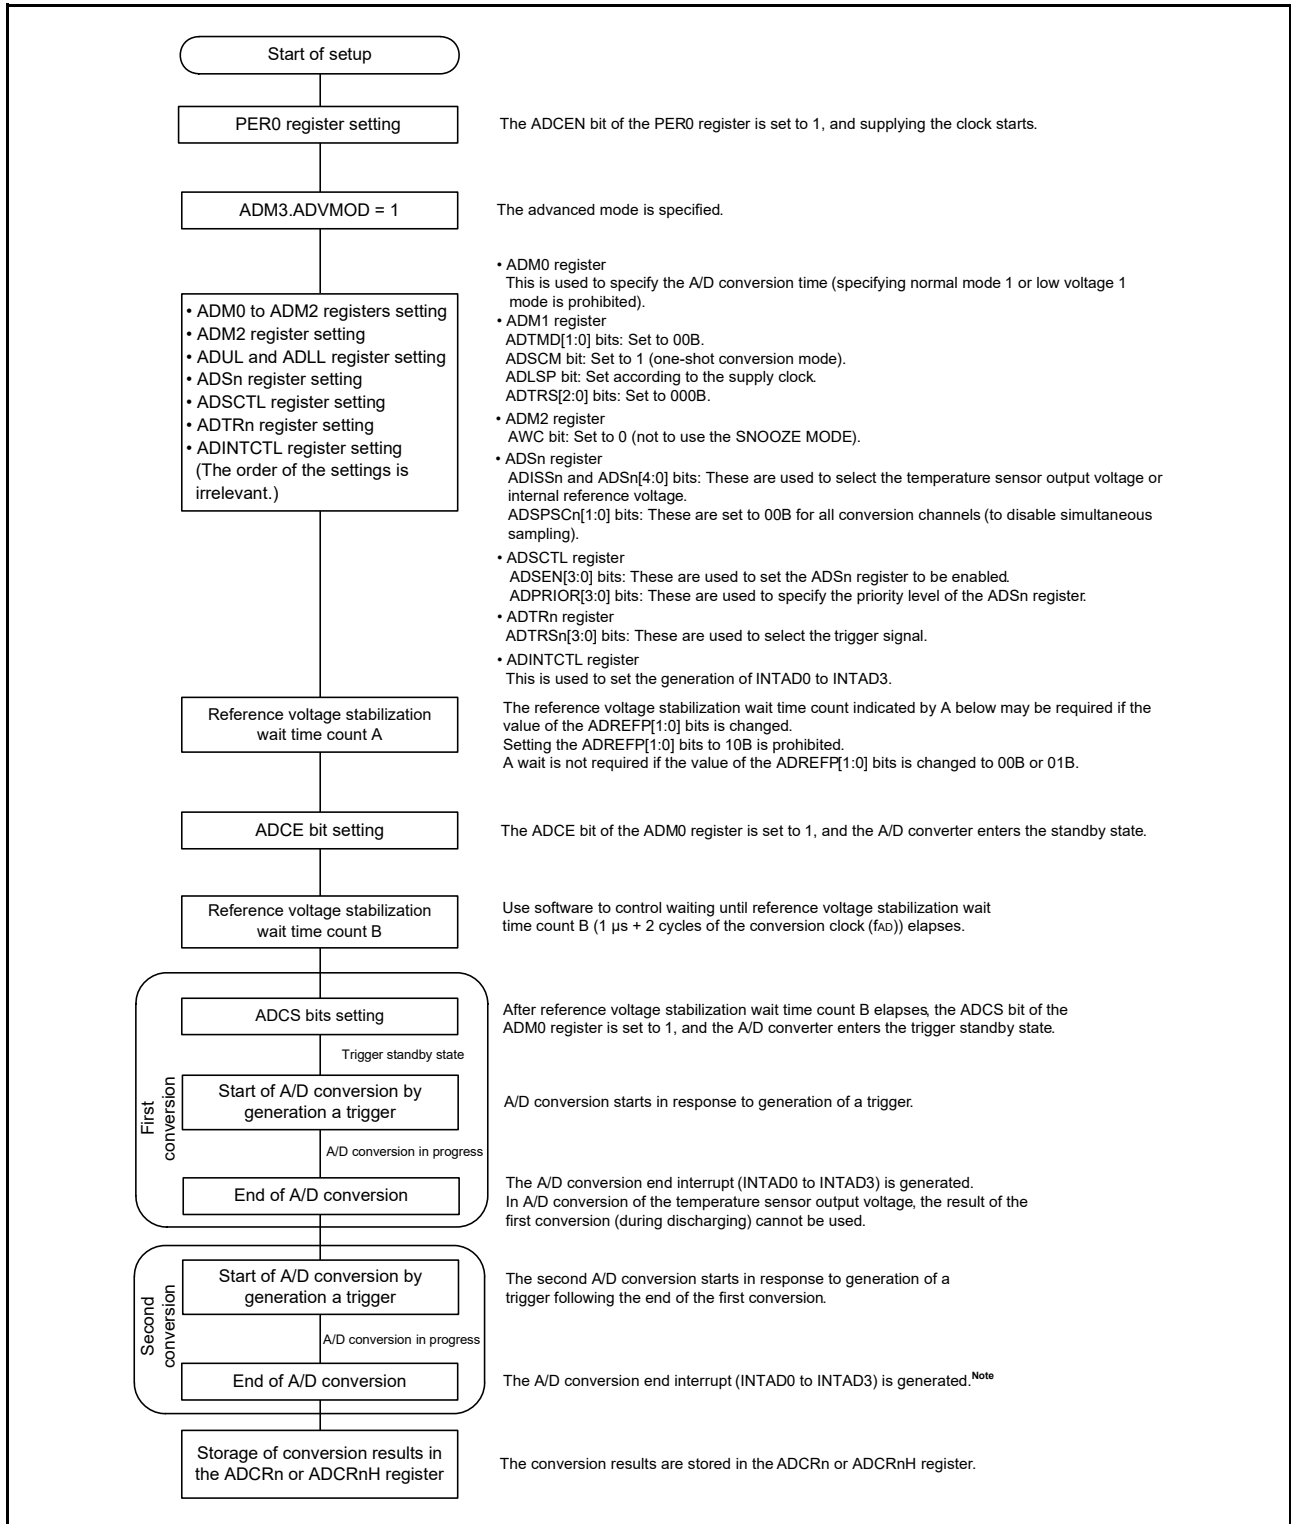 Start of setup
PER0 register setting
The ADCEN bit of the PER0 register is set to 1, and supplying the clock starts.
ADM3.ADVMOD = 1
The advanced mode is specified.
• ADM0 to ADM2 registers setting
• ADM2 register setting
• ADUL and ADLL register setting
• ADSn register setting
• ADSCTL register setting
• ADTRn register setting
• ADINTCTL register setting
(The order of the settings is
irrelevant.)
• ADM0 register
This is used to specify the A/D conversion time (specifying normal mode 1 or low voltage 1
mode is prohibited).
• ADM1 register
ADTMD[1:0] bits: Set to 00B.
ADSCM bit: Set to 1 (one-shot conversion mode).
ADLSP bit: Set according to the supply clock.
ADTRS[2:0] bits: Set to 000B.
• ADM2 register
AWC bit: Set to 0 (not to use the SNOOZE MODE).
• ADSn register
ADISSn and ADSn[4:0] bits: These are used to select the temperature sensor output voltage or
internal reference voltage.
ADSPSCn[1:0] bits: These are set to 00B for all conversion channels (to disable simultaneous
sampling).
• ADSCTL register
ADSEN[3:0] bits: These are used to set the ADSn register to be enabled.
ADPRIOR[3:0] bits: These are used to specify the priority level of the ADSn register.
• ADTRn register
ADTRSn[3:0] bits: These are used to select the trigger signal.
• ADINTCTL register
This is used to set the generation of INTAD0 to INTAD3.
Reference voltage stabilization
wait time count A
The reference voltage stabilization wait time count indicated by A below may be required if the
value of the ADREFP[1:0] bits is changed.
Setting the ADREFP[1:0] bits to 10B is prohibited.
A wait is not required if the value of the ADREFP[1:0] bits is changed to 00B or 01B.
ADCE bit setting
The ADCE bit of the ADM0 register is set to 1, and the A/D converter enters the standby state.
Reference voltage stabilization
wait time count B
Use software to control waiting until reference voltage stabilization wait
time count B (1 µs + 2 cycles of the conversion clock (fAD)) elapses.
First
conversion
ADCS bits setting
After reference voltage stabilization wait time count B elapses, the ADCS bit of the
ADM0 register is set to 1, and the A/D converter enters the trigger standby state.
Trigger standby state
Start of A/D conversion by
generation a trigger
A/D conversion starts in response to generation of a trigger.
A/D conversion in progress
End of A/D conversion
The A/D conversion end interrupt (INTAD0 to INTAD3) is generated.
In A/D conversion of the temperature sensor output voltage, the result of the
first conversion (during discharging) cannot be used.
Second
conversion
Start of A/D conversion by
generation a trigger
The second A/D conversion starts in response to generation of a
trigger following the end of the first conversion.
A/D conversion in progress
End of A/D conversion
The A/D conversion end interrupt (INTAD0 to INTAD3) is generated.Note
Storage of conversion results in
the ADCRn or ADCRnH register
The conversion results are stored in the ADCRn or ADCRnH register.